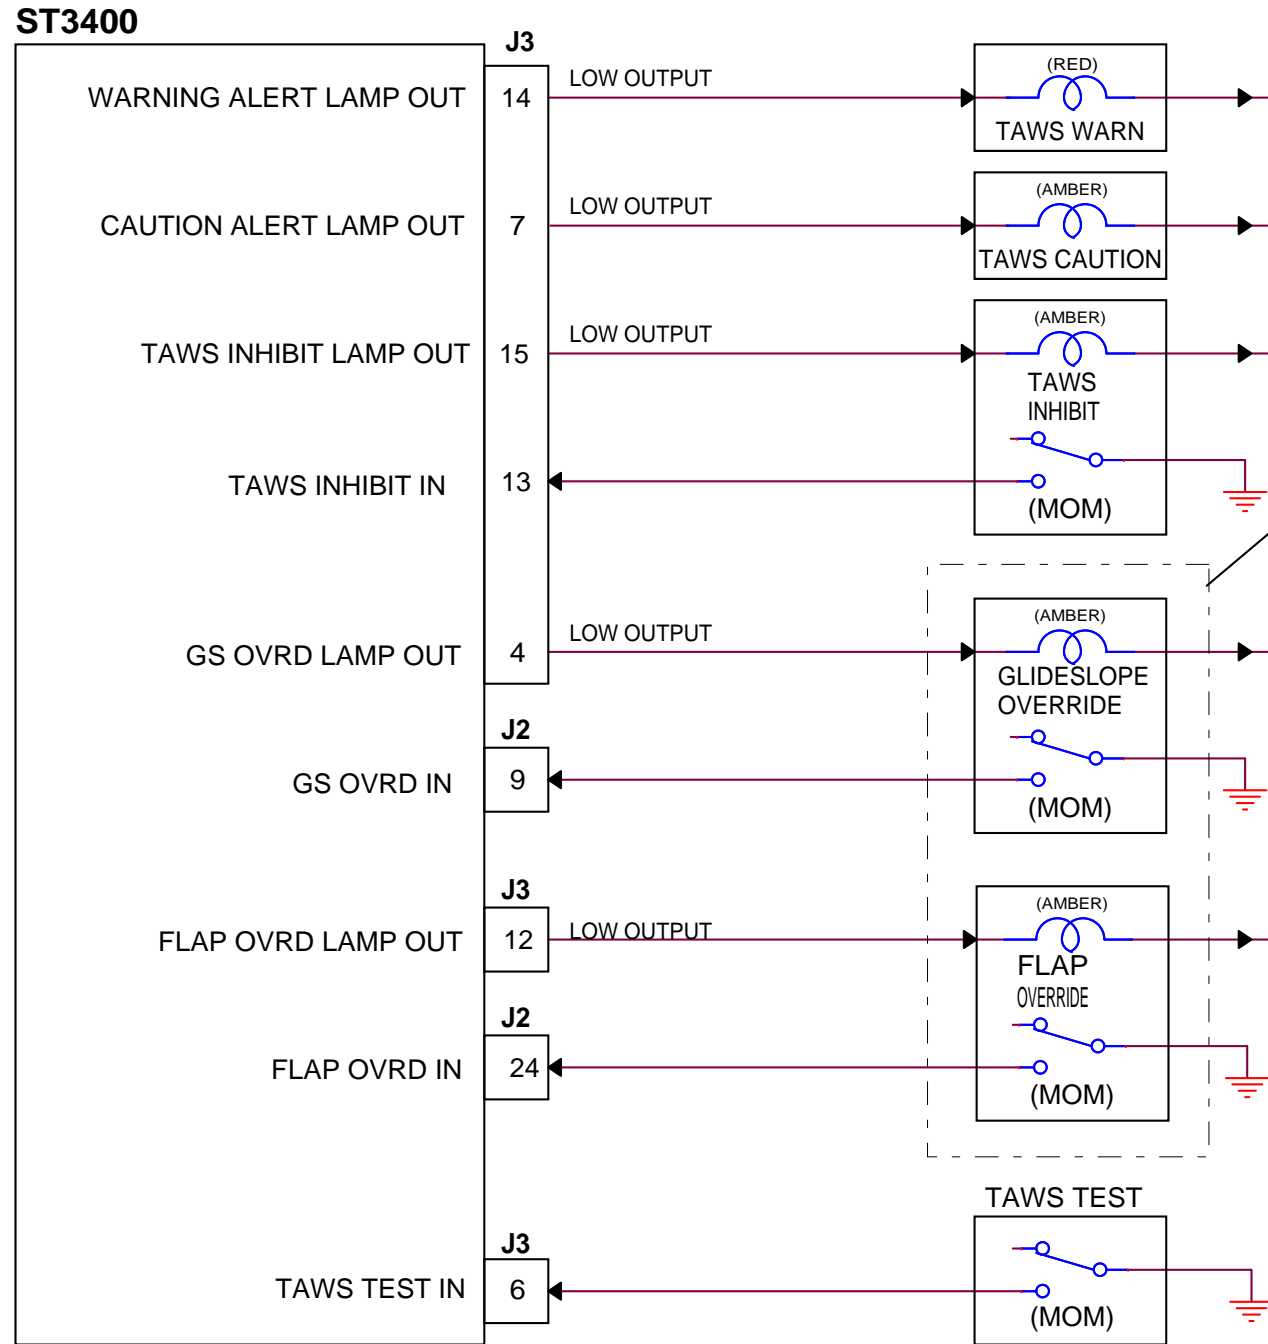 ST3400
J3
WARNING ALERT LAMP OUT 14 LOW OUTPUT (RED)
TAWS WARN
CAUTION ALERT LAMP OUT 7 LOW OUTPUT (AMBER)
TAWS CAUTION
TAWS INHIBIT LAMP OUT 15 LOW OUTPUT (AMBER)
TAWS
INHIBIT
TAWS INHIBIT IN 13
(MOM)
GS OVRD LAMP OUT 4 LOW OUTPUT (AMBER)
GLIDESLOPE
OVERRIDE
J2
GS OVRD IN 9
(MOM)
J3
FLAP OVRD LAMP OUT 12 LOW OUTPUT (AMBER)
FLAP
OVERRIDE
J2
FLAP OVRD IN 24
(MOM)
TAWS TEST
J3
TAWS TEST IN 6
(MOM)